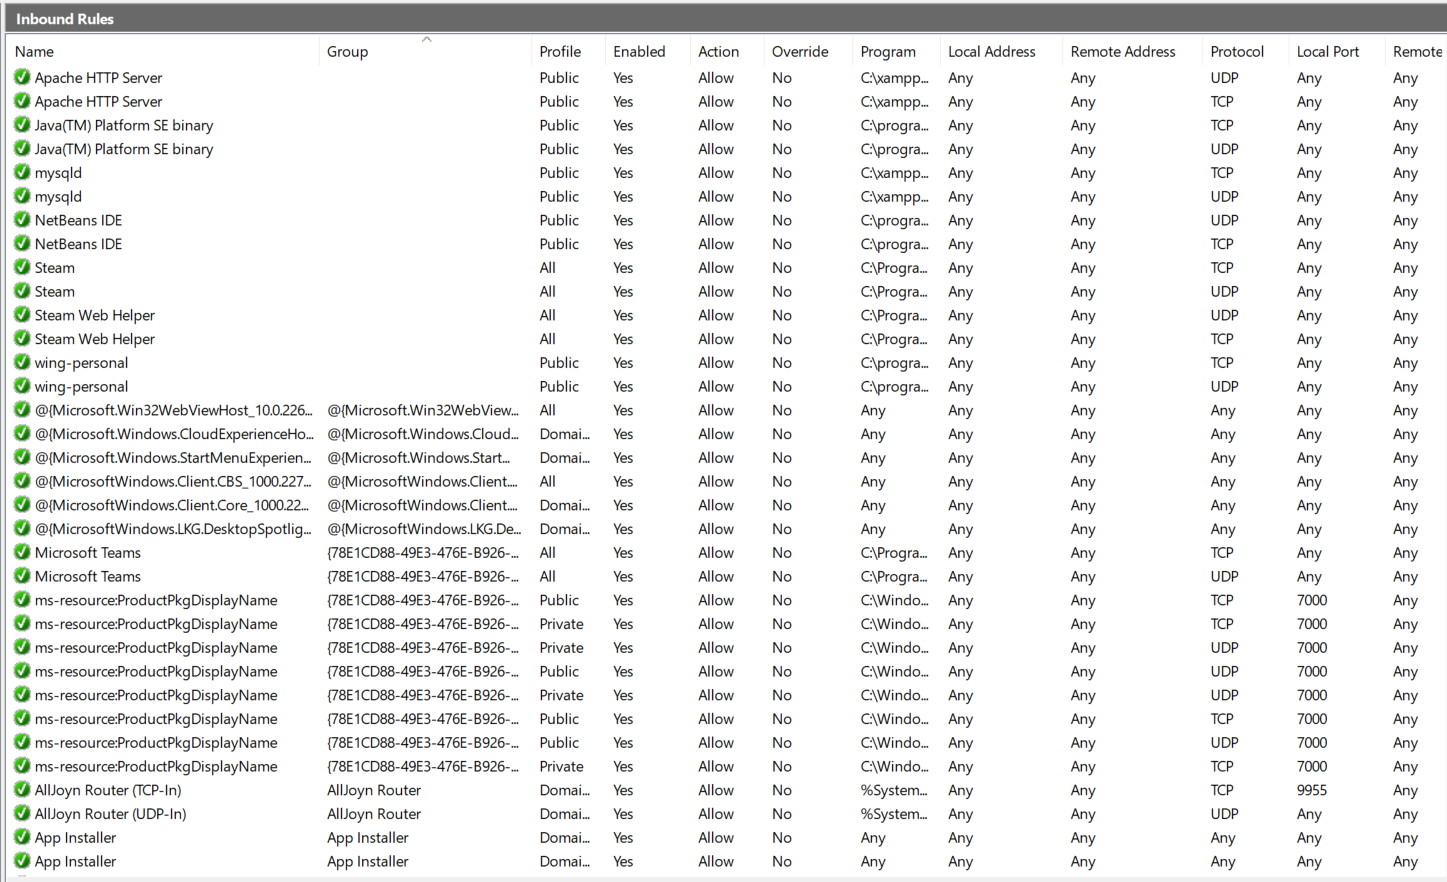 Inbound Rules
Name Group Profile Enabled Action Override Program Local Address Remote Address Protocol Local Port Remote
Apache HTTP Server Public Yes Allow No C:\xampp... Any Any UDP Any Any
Apache HTTP Server Public Yes Allow No C:\xampp... Any Any TCP Any Any
Java(TM) Platform SE binary Public Yes Allow No C:\progra... Any Any TCP Any Any
Java(TM) Platform SE binary Public Yes Allow No C:\progra... Any Any UDP Any Any
mysqld Public Yes Allow No C:\xampp... Any Any TCP Any Any
mysqld Public Yes Allow No C:\xampp... Any Any UDP Any Any
NetBeans IDE Public Yes Allow No C:\progra... Any Any UDP Any Any
NetBeans IDE Public Yes Allow No C:\progra... Any Any TCP Any Any
Steam All Yes Allow No C:\Progra... Any Any TCP Any Any
Steam All Yes Allow No C:\Progra... Any Any UDP Any Any
Steam Web Helper All Yes Allow No C:\Progra... Any Any UDP Any Any
Steam Web Helper All Yes Allow No C:\Progra... Any Any TCP Any Any
wing-personal Public Yes Allow No C:\progra... Any Any TCP Any Any
wing-personal Public Yes Allow No C:\progra... Any Any UDP Any Any
@{Microsoft.Win32WebViewHost_10.0.226... @{Microsoft.Win32WebView... All Yes Allow No Any Any Any Any Any Any
@{Microsoft.Windows.CloudExperienceHo... @{Microsoft.Windows.Cloud... Domai... Yes Allow No Any Any Any Any Any Any
@{Microsoft.Windows.StartMenuExperien... @{Microsoft.Windows.Start... Domai... Yes Allow No Any Any Any Any Any Any
@{MicrosoftWindows.Client.CBS_1000.227... @{MicrosoftWindows.Client.... All Yes Allow No Any Any Any Any Any Any
@{MicrosoftWindows.Client.Core_1000.22... @{MicrosoftWindows.Client.... Domai... Yes Allow No Any Any Any Any Any Any
@{MicrosoftWindows.LKG.DesktopSpotlig... @{MicrosoftWindows.LKG.De... Domai... Yes Allow No Any Any Any Any Any Any
Microsoft Teams {78E1CD88-49E3-476E-B926-... All Yes Allow No C:\Progra... Any Any TCP Any Any
Microsoft Teams {78E1CD88-49E3-476E-B926-... All Yes Allow No C:\Progra... Any Any UDP Any Any
ms-resource:ProductPkgDisplayName {78E1CD88-49E3-476E-B926-... Public Yes Allow No C:\Windo... Any Any TCP 7000 Any
ms-resource:ProductPkgDisplayName {78E1CD88-49E3-476E-B926-... Private Yes Allow No C:\Windo... Any Any TCP 7000 Any
ms-resource:ProductPkgDisplayName {78E1CD88-49E3-476E-B926-... Private Yes Allow No C:\Windo... Any Any UDP 7000 Any
ms-resource:ProductPkgDisplayName {78E1CD88-49E3-476E-B926-... Public Yes Allow No C:\Windo... Any Any UDP 7000 Any
ms-resource:ProductPkgDisplayName {78E1CD88-49E3-476E-B926-... Private Yes Allow No C:\Windo... Any Any UDP 7000 Any
ms-resource:ProductPkgDisplayName {78E1CD88-49E3-476E-B926-... Public Yes Allow No C:\Windo... Any Any TCP 7000 Any
ms-resource:ProductPkgDisplayName {78E1CD88-49E3-476E-B926-... Public Yes Allow No C:\Windo... Any Any UDP 7000 Any
ms-resource:ProductPkgDisplayName {78E1CD88-49E3-476E-B926-... Private Yes Allow No C:\Windo... Any Any TCP 7000 Any
AllJoyn Router (TCP-In) AllJoyn Router Domai... Yes Allow No %System... Any Any TCP 9955 Any
AllJoyn Router (UDP-In) AllJoyn Router Domai... Yes Allow No %System... Any Any UDP Any Any
App Installer App Installer Domai... Yes Allow No Any Any Any Any Any Any
App Installer App Installer Domai... Yes Allow No Any Any Any Any Any Any